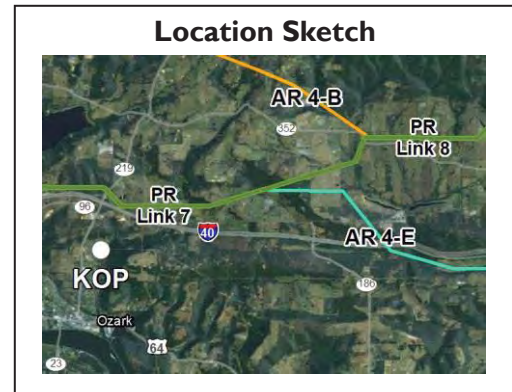 Location Sketch
AR 4-B
352
PR
Link 8
219
PR
Link 7
96
40
AR 4-E
KOP
186
Ozark
64
23